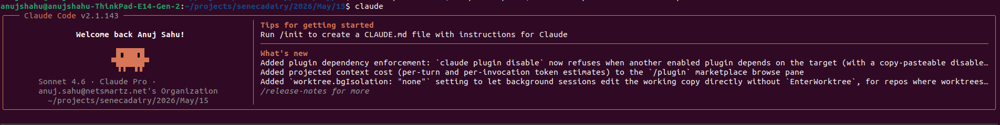 anujshahu@anujshahu-ThinkPad-E14-Gen-2:~/projects/senecadairy/2026/May/15$ claude
Claude Code v2.1.143
Welcome back Anuj Sahu!
Sonnet 4.6 · Claude Pro ·
anuj.sahu@netsmartz.net's Organization
~/projects/senecadairy/2026/May/15
Tips for getting started
Run /init to create a CLAUDE.md file with instructions for Claude
What's new
Added plugin dependency enforcement: `claude plugin disable` now refuses when another enabled plugin depends on the target (with a copy-pasteable disable…
Added projected context cost (per-turn and per-invocation token estimates) to the `/plugin` marketplace browse pane
Added `worktree.bgIsolation: "none"` setting to let background sessions edit the working copy directly without `EnterWorktree`, for repos where worktrees…
/release-notes for more